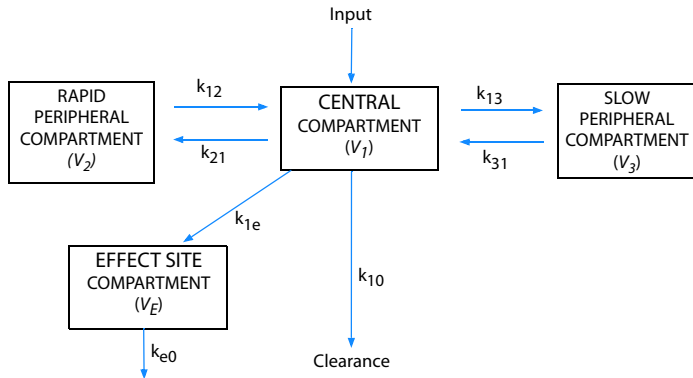 Input
RAPID
PERIPHERAL
COMPARTMENT
(V2)
k12
k21
CENTRAL
COMPARTMENT
(V1)
k13
k31
SLOW
PERIPHERAL
COMPARTMENT
(V3)
k1e
EFFECT SITE
COMPARTMENT
(VE)
k10
ke0
Clearance